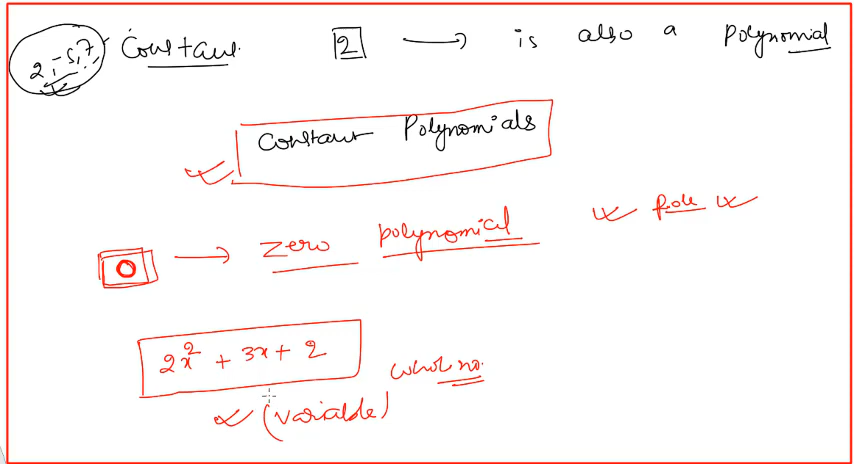 2, -5, 7 Constant 2 → is also a Polynomial
Constant Polynomials
0 → Zero polynomial Role
2x² + 3x + 2
(variable) whole no.